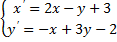 x′ = 2x − y + 3
y′ = −x + 3y − 2